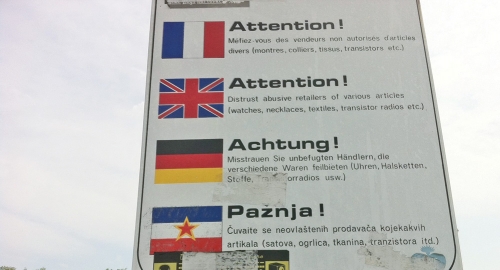 Attention!
Méfiez-vous des vendeurs non autorisés d'articles
divers (montres, colliers, tissus, transistors etc.)
Attention!
Distrust abusive retailers of various articles
(watches, necklaces, textiles, transistor radios etc.)
Achtung!
Misstrauen Sie unbefugten Händlern, die
verschiedene Waren feilbieten (Uhren, Halsketten,
Stoffe, orradios usw.)
Pažnja!
Čuvajte se neovlaštenih prodavača kojekakvih
artikala (satova, ogrlica, tkanina, tranzistora itd.)